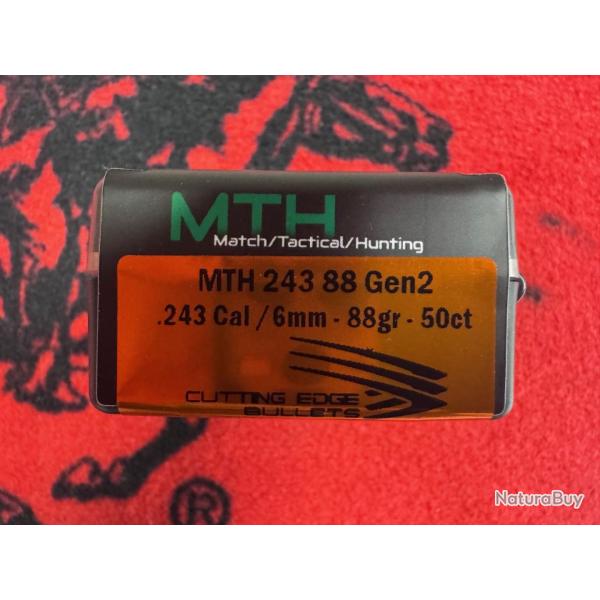 MTH
Match/Tactical/Hunting
MTH 243 88 Gen2
.243 Cal / 6mm - 88gr - 50ct
CUTTING EDGE
BULLETS
®
NaturaBuy